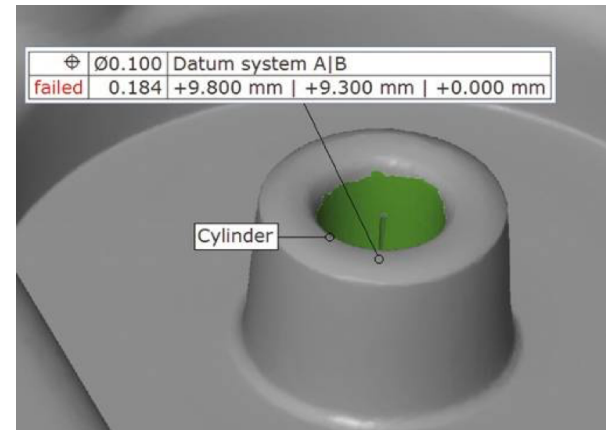 ⌖ Ø0.100 Datum system A|B
failed 0.184 +9.800 mm | +9.300 mm | +0.000 mm
Cylinder